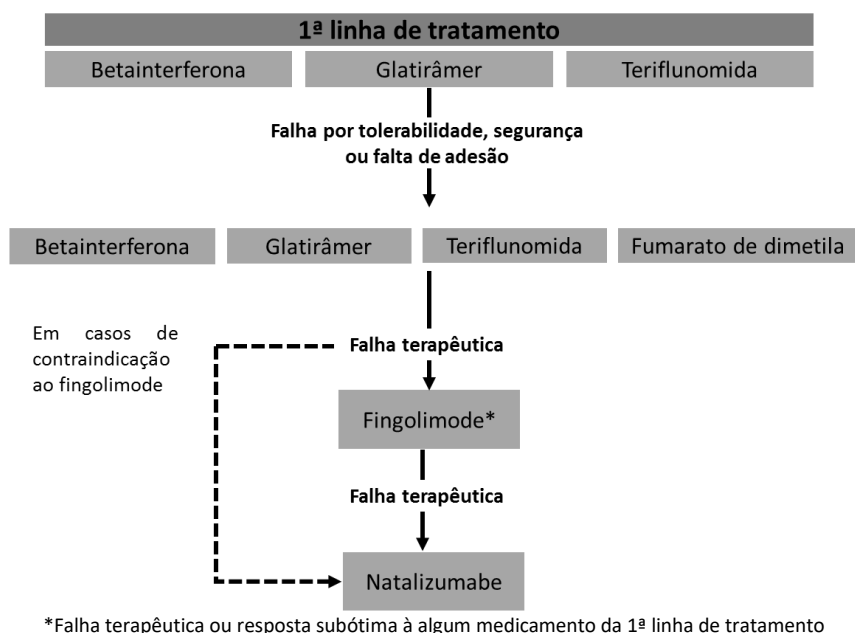 1ª linha de tratamento
Betainterferona
Glatirâmer
Teriflunomida
Falha por tolerabilidade, segurança
ou falta de adesão
Betainterferona
Glatirâmer
Teriflunomida
Fumarato de dimetila
Em casos de
contraindicação
ao fingolimode
Falha terapêutica
Fingolimode*
Falha terapêutica
Natalizumabe
*Falha terapêutica ou resposta subótima à algum medicamento da 1ª linha de tratamento